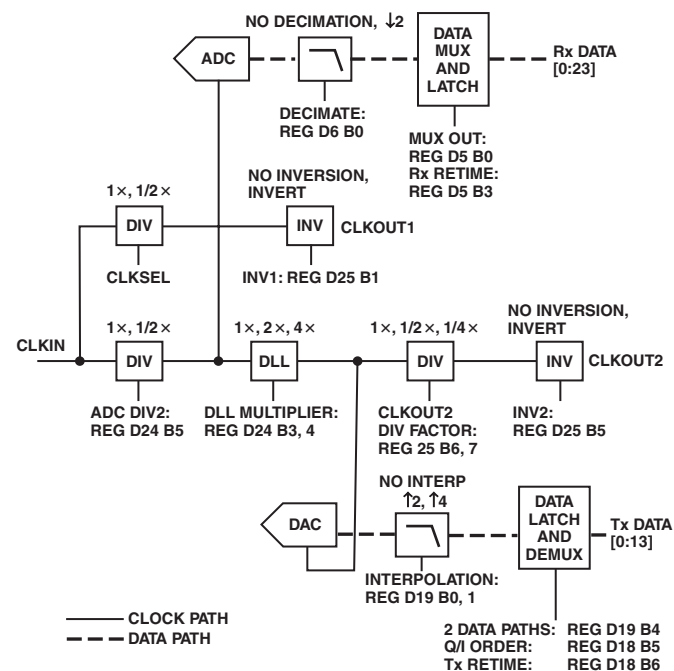 NO DECIMATION, ↓2
ADC
DATA
MUX
AND
LATCH
Rx DATA
[0:23]
DECIMATE:
REG D6 B0
MUX OUT:
REG D5 B0
Rx RETIME:
REG D5 B3
NO INVERSION,
INVERT
1×, 1/2×
DIV
INV
CLKOUT1
CLKSEL
INV1: REG D25 B1
NO INVERSION,
INVERT
1×, 1/2×
1×, 2×, 4×
1×, 1/2×, 1/4×
CLKIN
DIV
DLL
DIV
INV
CLKOUT2
ADC DIV2:
REG D24 B5
DLL MULTIPLIER:
REG D24 B3, 4
CLKOUT2
DIV FACTOR:
REG 25 B6, 7
INV2:
REG D25 B5
NO INTERP
↑2, ↑4
DAC
DATA
LATCH
AND
DEMUX
Tx DATA
[0:13]
INTERPOLATION:
REG D19 B0, 1
CLOCK PATH
DATA PATH
2 DATA PATHS: REG D19 B4
Q/I ORDER: REG D18 B5
Tx RETIME: REG D18 B6